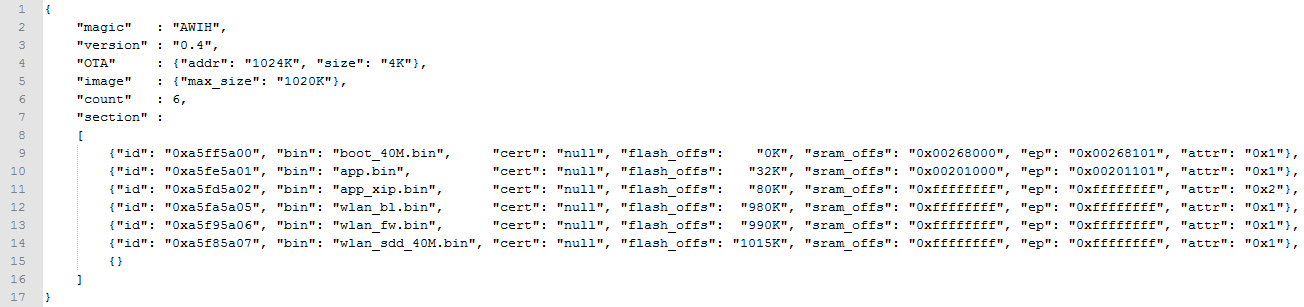 1 {
2     "magic"   : "AWIH",
3     "version" : "0.4",
4     "OTA"     : {"addr": "1024K", "size": "4K"},
5     "image"   : {"max_size": "1020K"},
6     "count"   : 6,
7     "section" :
8     [
9         {"id": "0xa5ff5a00", "bin": "boot_40M.bin",     "cert": "null", "flash_offs":    "0K", "sram_offs": "0x00268000", "ep": "0x00268101", "attr": "0x1"},
10         {"id": "0xa5fe5a01", "bin": "app.bin",          "cert": "null", "flash_offs":   "32K", "sram_offs": "0x00201000", "ep": "0x00201101", "attr": "0x1"},
11         {"id": "0xa5fd5a02", "bin": "app_xip.bin",      "cert": "null", "flash_offs":   "80K", "sram_offs": "0xffffffff", "ep": "0xffffffff", "attr": "0x2"},
12         {"id": "0xa5fa5a05", "bin": "wlan_bl.bin",      "cert": "null", "flash_offs":  "980K", "sram_offs": "0xffffffff", "ep": "0xffffffff", "attr": "0x1"},
13         {"id": "0xa5f95a06", "bin": "wlan_fw.bin",      "cert": "null", "flash_offs":  "990K", "sram_offs": "0xffffffff", "ep": "0xffffffff", "attr": "0x1"},
14         {"id": "0xa5f85a07", "bin": "wlan_sdd_40M.bin", "cert": "null", "flash_offs": "1015K", "sram_offs": "0xffffffff", "ep": "0xffffffff", "attr": "0x1"},
15         {}
16     ]
17 }